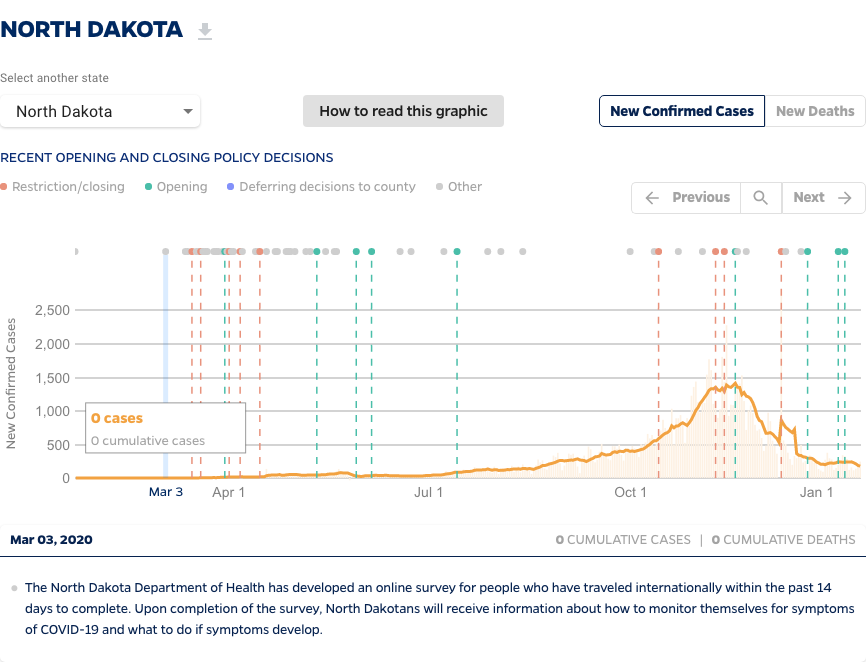 NORTH DAKOTA
Select another state
North Dakota
How to read this graphic
New Confirmed Cases
New Deaths
RECENT OPENING AND CLOSING POLICY DECISIONS
Restriction/closing
Opening
Deferring decisions to county
Other
Previous
Next
New Confirmed Cases
2,500
2,000
1,500
1,000
500
0
0 cases
0 cumulative cases
Mar 3
Apr 1
Jul 1
Oct 1
Jan 1
Mar 03, 2020
0 CUMULATIVE CASES | 0 CUMULATIVE DEATHS
The North Dakota Department of Health has developed an online survey for people who have traveled internationally within the past 14
days to complete. Upon completion of the survey, North Dakotans will receive information about how to monitor themselves for symptoms
of COVID-19 and what to do if symptoms develop.